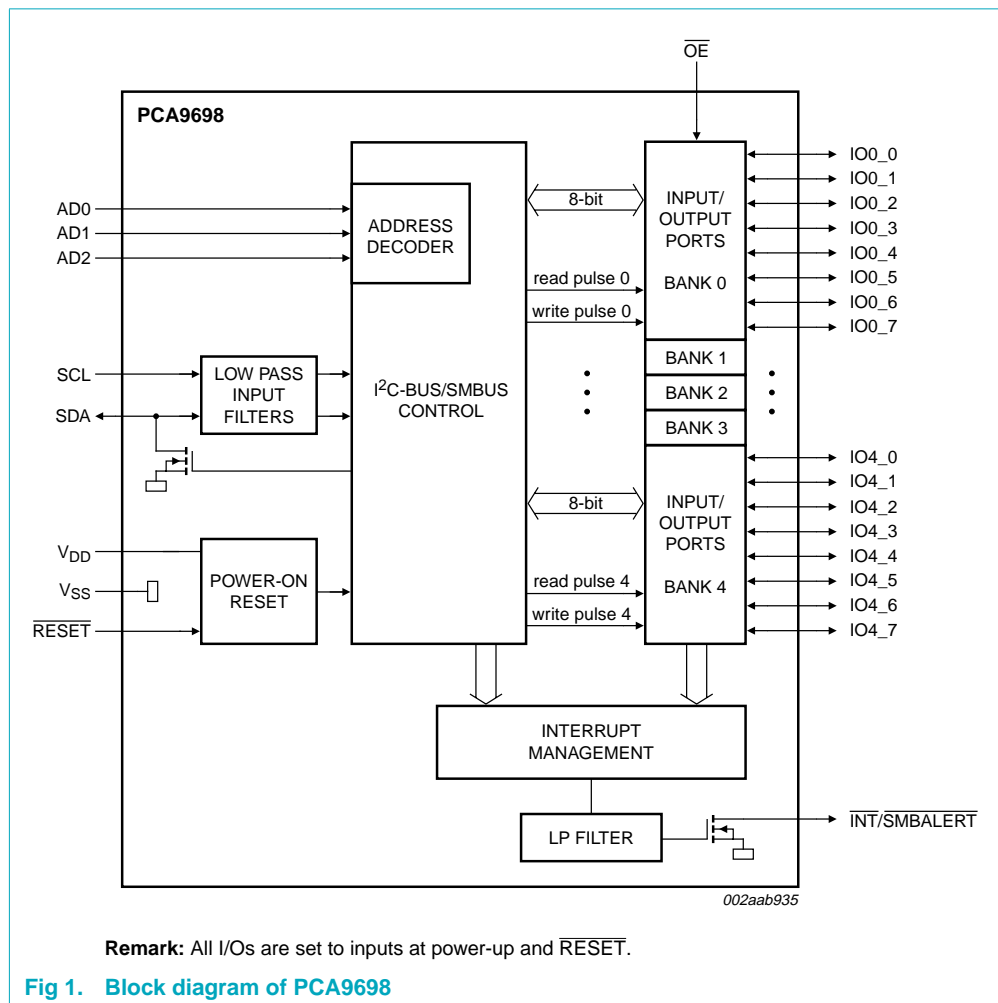 OE
PCA9698
AD0
AD1
AD2
ADDRESS
DECODER
8-bit
INPUT/
OUTPUT
PORTS
BANK 0
read pulse 0
write pulse 0
IO0_0
IO0_1
IO0_2
IO0_3
IO0_4
IO0_5
IO0_6
IO0_7
SCL
SDA
LOW PASS
INPUT
FILTERS
I²C-BUS/SMBUS
CONTROL
BANK 1
BANK 2
BANK 3
VDD
VSS
RESET
POWER-ON
RESET
8-bit
INPUT/
OUTPUT
PORTS
BANK 4
read pulse 4
write pulse 4
IO4_0
IO4_1
IO4_2
IO4_3
IO4_4
IO4_5
IO4_6
IO4_7
INTERRUPT
MANAGEMENT
LP FILTER
INT/SMBALERT
002aab935
Remark: All I/Os are set to inputs at power-up and RESET.
Fig 1. Block diagram of PCA9698